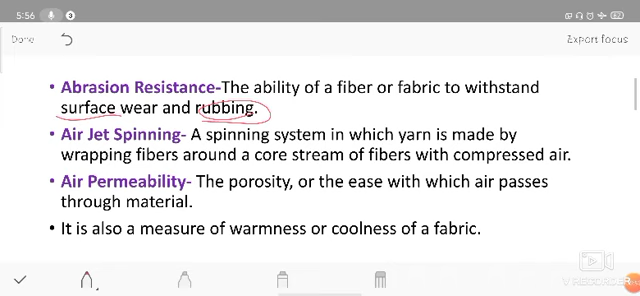 5:56
Done
Export focus
• Abrasion Resistance-The ability of a fiber or fabric to withstand
surface wear and rubbing.
• Air Jet Spinning- A spinning system in which yarn is made by
wrapping fibers around a core stream of fibers with compressed air.
• Air Permeability- The porosity, or the ease with which air passes
through material.
• It is also a measure of warmness or coolness of a fabric.
V RECORDER